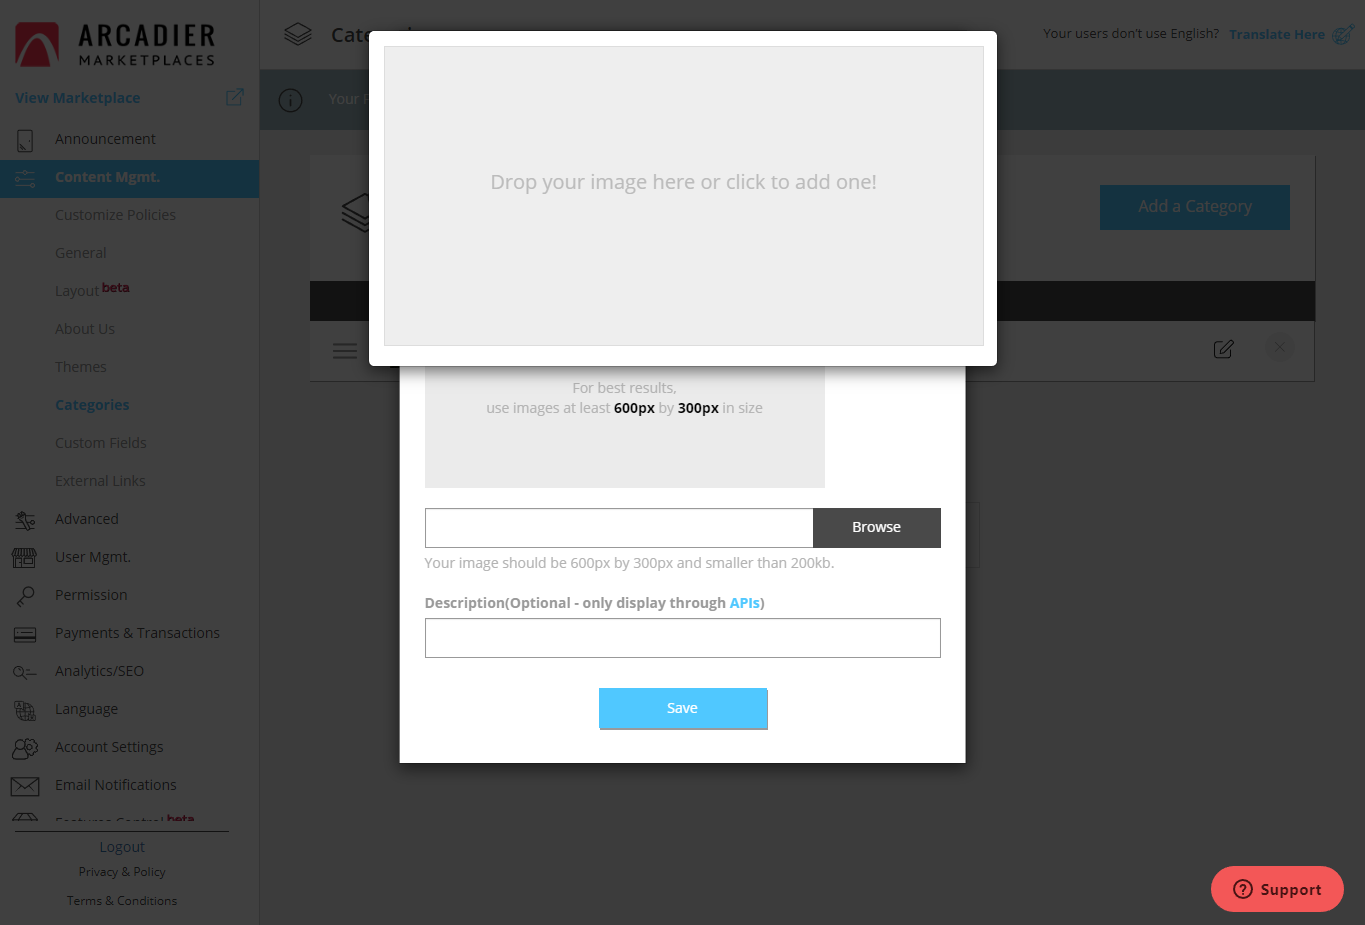 ARCADIER
MARKETPLACES
View Marketplace
Announcement
Content Mgmt.
Customize Policies
General
Layout beta
About Us
Themes
Categories
Custom Fields
External Links
Advanced
User Mgmt.
Permission
Payments & Transactions
Analytics/SEO
Language
Account Settings
Email Notifications
Features Control beta
Logout
Privacy & Policy
Terms & Conditions
Your users don't use English? Translate Here
Your
Add a Category
Drop your image here or click to add one!
For best results,
use images at least 600px by 300px in size
Browse
Your image should be 600px by 300px and smaller than 200kb.
Description(Optional - only display through APIs)
Save
Support